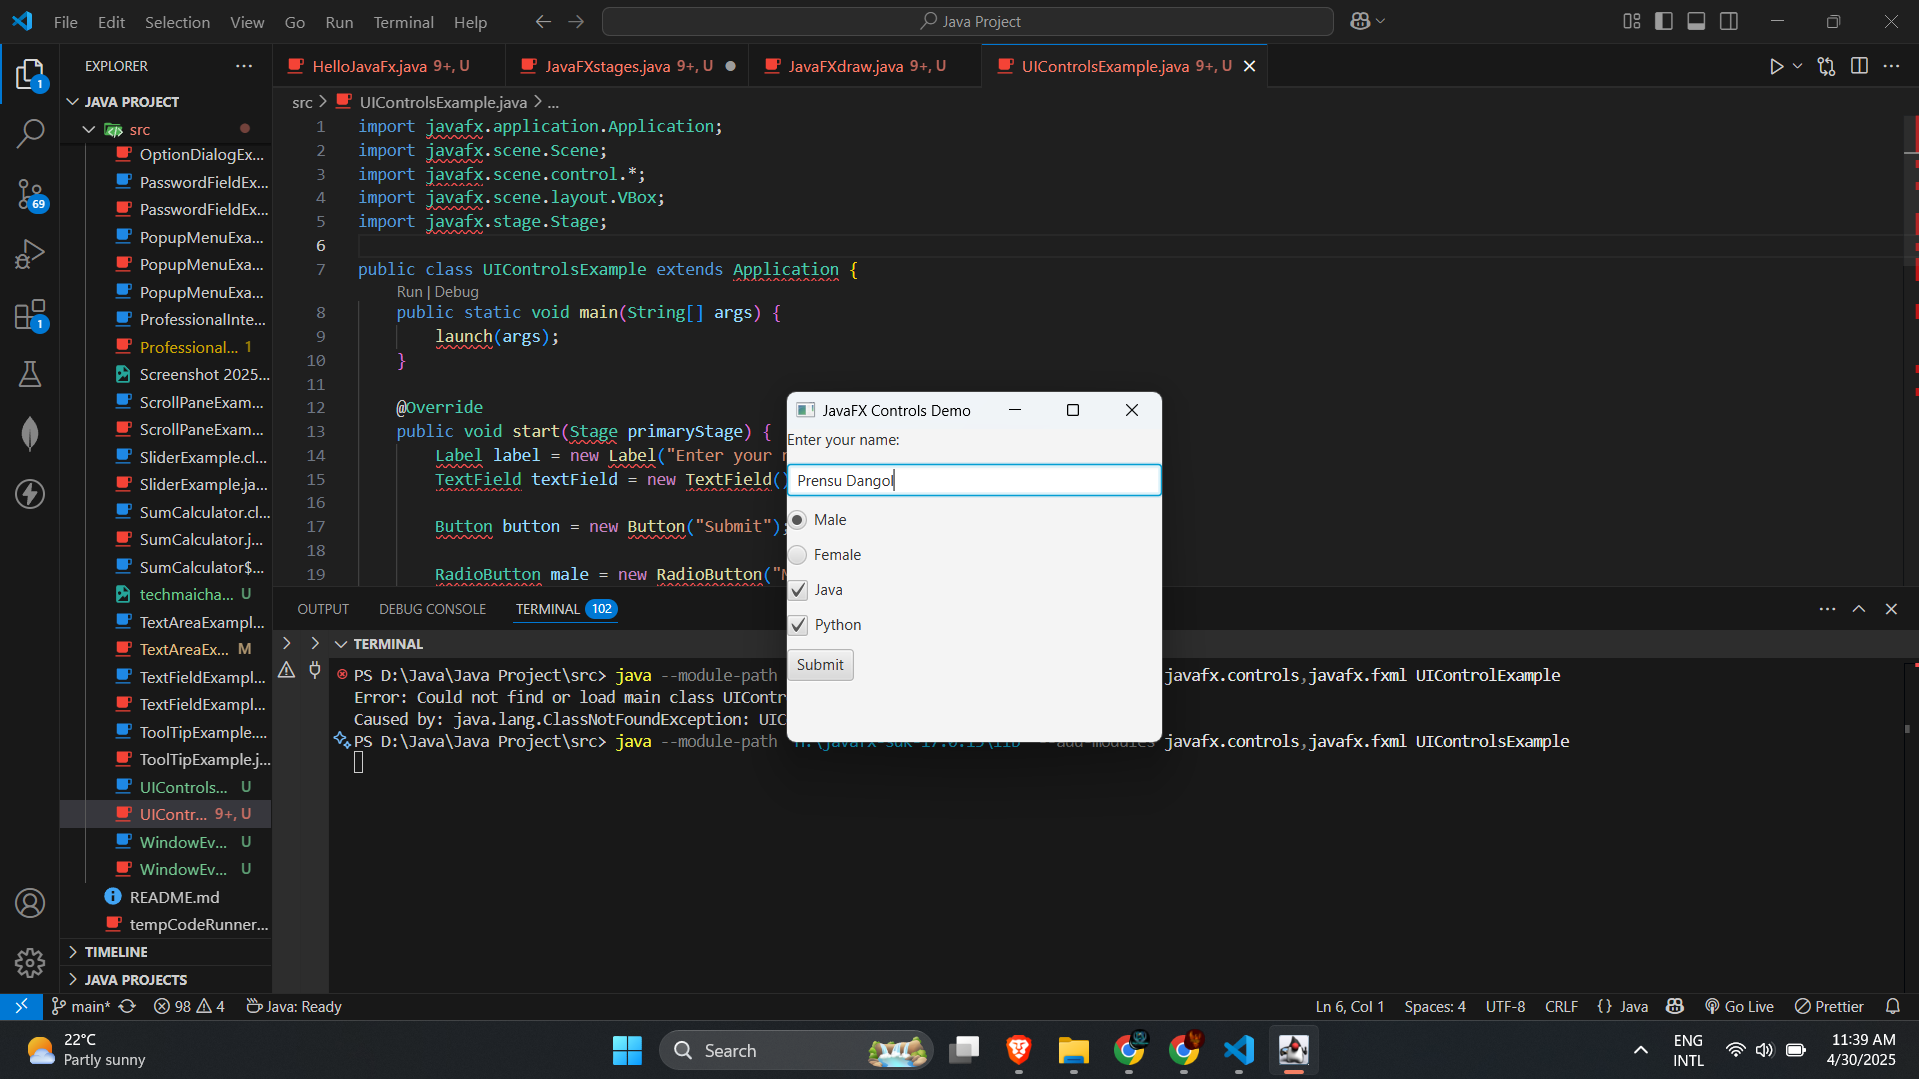 File Edit Selection View Go Run Terminal Help
Java Project
EXPLORER
HelloJavaFx.java 9+, U
JavaFXstages.java 9+, U
JavaFXdraw.java 9+, U
UIControlsExample.java 9+, U
1
JAVA PROJECT
src
OptionDialogEx...
PasswordFieldEx...
PasswordFieldEx...
PopupMenuExa...
PopupMenuExa...
PopupMenuExa...
ProfessionalInte...
Professional... 1
Screenshot 2025...
ScrollPaneExam...
ScrollPaneExam...
SliderExample.cl...
SliderExample.ja...
SumCalculator.cl...
SumCalculator.j...
SumCalculator$...
techmaicha... U
TextAreaExampl...
TextAreaEx... M
TextFieldExampl...
TextFieldExampl...
ToolTipExample....
ToolTipExample.j...
UIControls... U
UIContr... 9+, U
WindowEv... U
WindowEv... U
README.md
tempCodeRunner...
TIMELINE
JAVA PROJECTS
69
1
src > UIControlsExample.java > ...
1 import javafx.application.Application;
2 import javafx.scene.Scene;
3 import javafx.scene.control.*;
4 import javafx.scene.layout.VBox;
5 import javafx.stage.Stage;
6
7 public class UIControlsExample extends Application {
Run | Debug
8 public static void main(String[] args) {
9 launch(args);
10 }
11
12 @Override
13 public void start(Stage primaryStage) {
14 Label label = new Label("Enter your
15 TextField textField = new TextField()
16
17 Button button = new Button("Submit");
18
19 RadioButton male = new RadioButton("
JavaFX Controls Demo
Enter your name:
Prensu Dangol
Male
Female
Java
Python
Submit
OUTPUT DEBUG CONSOLE TERMINAL 102
TERMINAL
PS D:\Java\Java Project\src> java --module-path javafx.controls,javafx.fxml UIControlExample
Error: Could not find or load main class UIContr
Caused by: java.lang.ClassNotFoundException: UIC
PS D:\Java\Java Project\src> java --module-path javafx.controls,javafx.fxml UIControlsExample
main* 98 4 Java: Ready
Ln 6, Col 1 Spaces: 4 UTF-8 CRLF {} Java Go Live Prettier
22°C
Partly sunny
Search
ENG
INTL
11:39 AM
4/30/2025